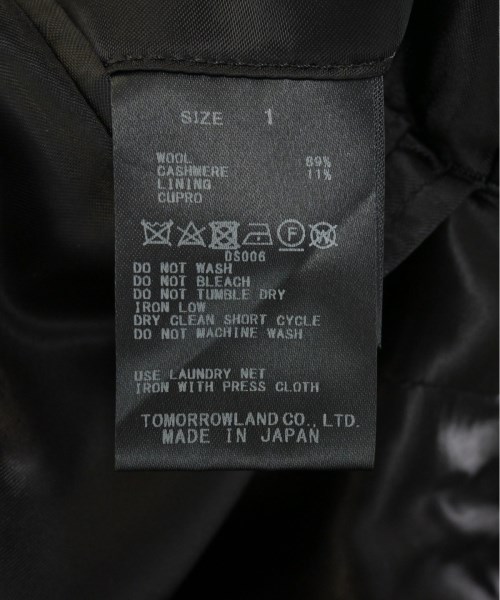 SIZE 1
WOOL 89%
CASHMERE 11%
LINING
CUPRO
F W
DS006
DO NOT WASH
DO NOT BLEACH
DO NOT TUMBLE DRY
IRON LOW
DRY CLEAN SHORT CYCLE
DO NOT MACHINE WASH
USE LAUNDRY NET
IRON WITH PRESS CLOTH
TOMORROWLAND CO., LTD.
MADE IN JAPAN